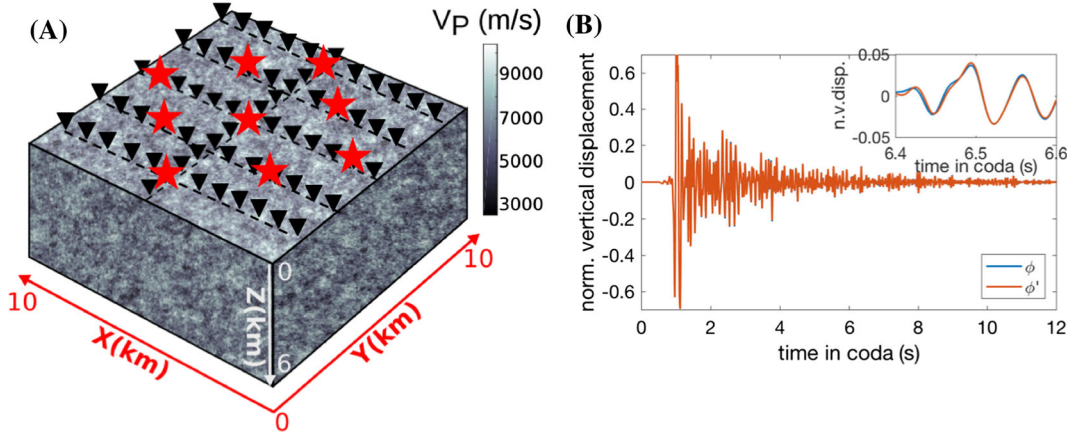 (A)
V_P (m/s)
9000
7000
5000
3000
0
Z(km)
6
10
X(km)
0
Y(km)
10
(B)
norm. vertical displacement
0.6
0.4
0.2
0
-0.2
-0.4
-0.6
0 2 4 6 8 10 12
time in coda (s)
n.v.disp.
0.05
0
-0.05
6.4 6.5 6.6
time in coda (s)
ϕ
ϕ'